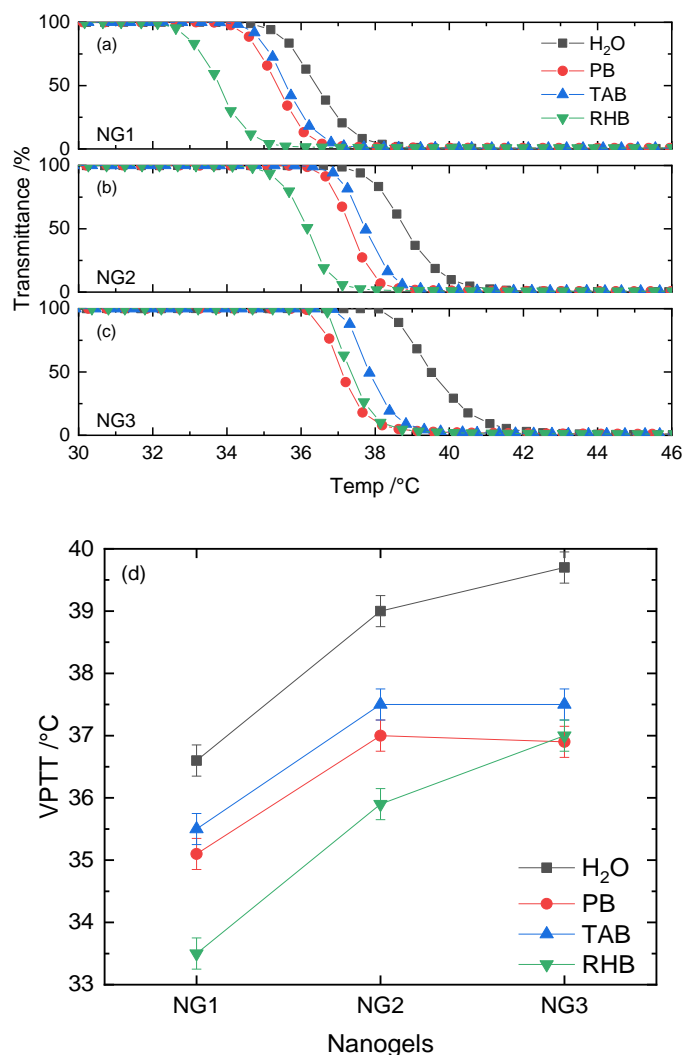 100
(a)
H₂O
PB
TAB
RHB
50
NG1
0
100
(b)
50
NG2
0
100
(c)
50
NG3
0
Transmittance /%
30 32 34 36 38 40 42 44 46
Temp /°C
(d)
40
39
38
37
36
35
34
33
VPTT /°C
H₂O
PB
TAB
RHB
NG1 NG2 NG3
Nanogels